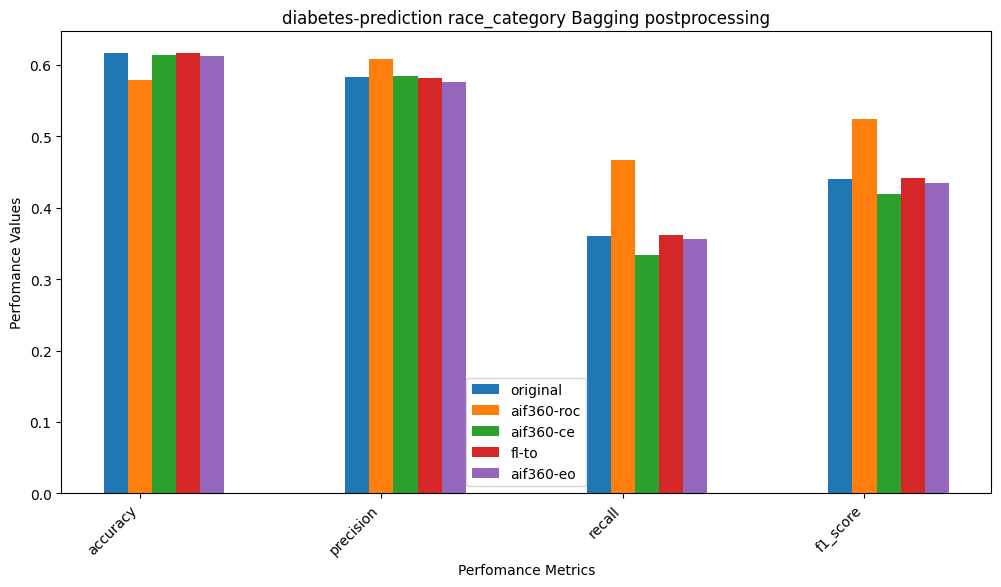 diabetes-prediction race_category Bagging postprocessing
Perfomance Values
0.6
0.5
0.4
0.3
0.2
0.1
0.0
original
aif360-roc
aif360-ce
fl-to
aif360-eo
accuracy
precision
recall
f1_score
Perfomance Metrics